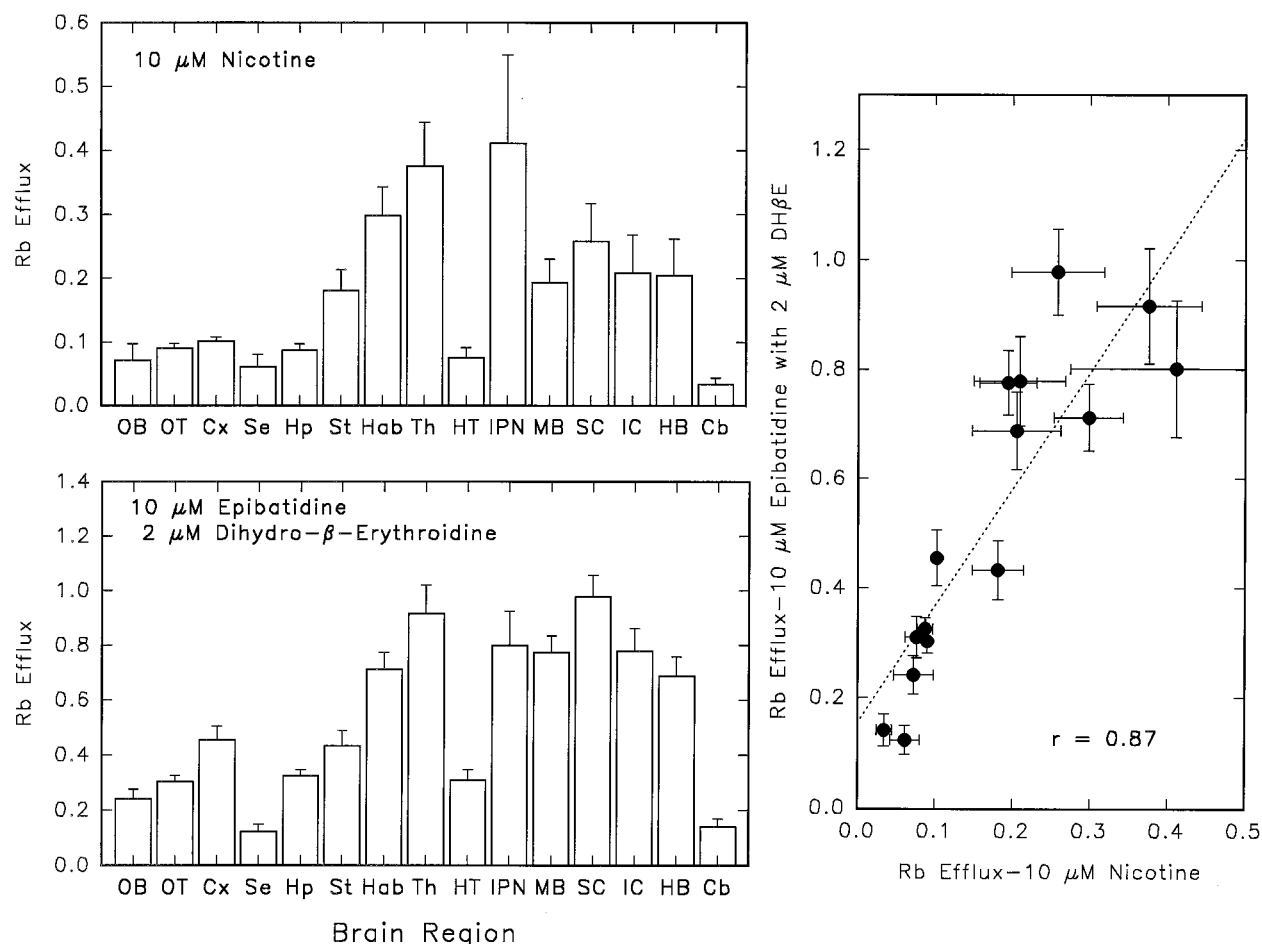 0.6
0.5
0.4
0.3
0.2
0.1
0.0
Rb Efflux
10 μM Nicotine
OB OT Cx Se Hp St Hab Th HT IPN MB SC IC HB Cb
1.4
1.2
1.0
0.8
0.6
0.4
0.2
0.0
Rb Efflux
10 μM Epibatidine
2 μM Dihydro-β-Erythroidine
OB OT Cx Se Hp St Hab Th HT IPN MB SC IC HB Cb
Brain Region
Rb Efflux-10 μM Epibatidine with 2 μM DHβE
1.2
1.0
0.8
0.6
0.4
0.2
0.0
r = 0.87
0.0 0.1 0.2 0.3 0.4 0.5
Rb Efflux-10 μM Nicotine